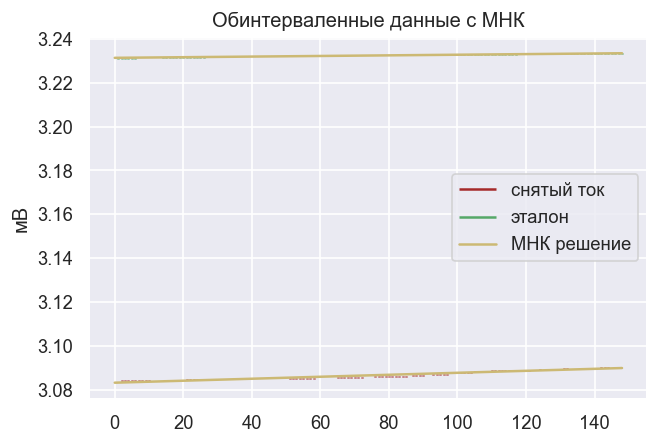 Обинтерваленные данные с МНК
3.24
3.22
3.20
3.18
3.16
3.14
3.12
3.10
3.08
мВ
снятый ток
эталон
МНК решение
0 20 40 60 80 100 120 140